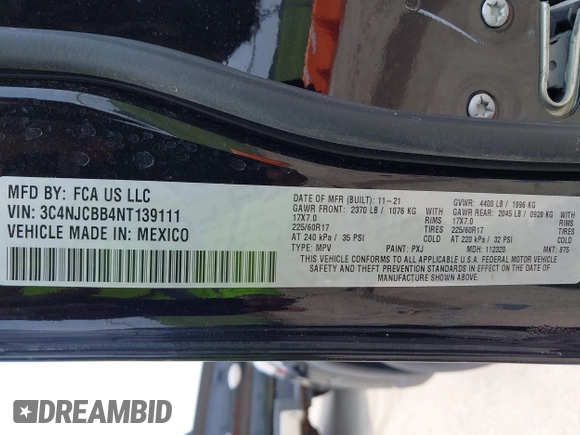 MFD BY: FCA US LLC
VIN: 3C4NJCBB4NT139111
VEHICLE MADE IN: MEXICO
DATE OF MFR (BUILT): 11-21 GVWR: 4400 LB / 1996 KG
GAWR FRONT: 2370 LB / 1076 KG WITH GAWR REAR: 2045 LB / 0928 KG WITH
17X7.0 RIMS 17X7.0 RIMS
225/60R17 TIRES 225/60R17 TIRES
AT 240 kPa / 35 PSI COLD AT 220 kPa / 32 PSI COLD
TYPE: MPV PAINT: PXJ MDH: 112320 MKT: 875
THIS VEHICLE CONFORMS TO ALL APPLICABLE U.S.A. FEDERAL MOTOR VEHICLE
SAFETY AND THEFT PREVENTION STANDARDS IN EFFECT ON THE DATE OF
MANUFACTURE SHOWN ABOVE.
DREAMBID